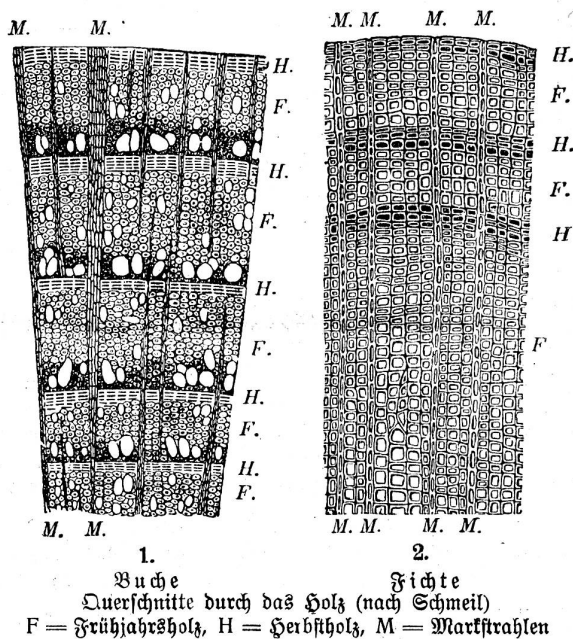 M. M. M. M. M. M.
H. H.
F. F.
H. H.
F. F.
H
H. F
F.
H.
F.
H.
F.
M. M. M. M. M. M.
1. 2.
Buche Fichte
Querschnitte durch das Holz (nach Schmeil)
F = Frühjahrsholz, H = Herbstholz, M = Markstrahlen